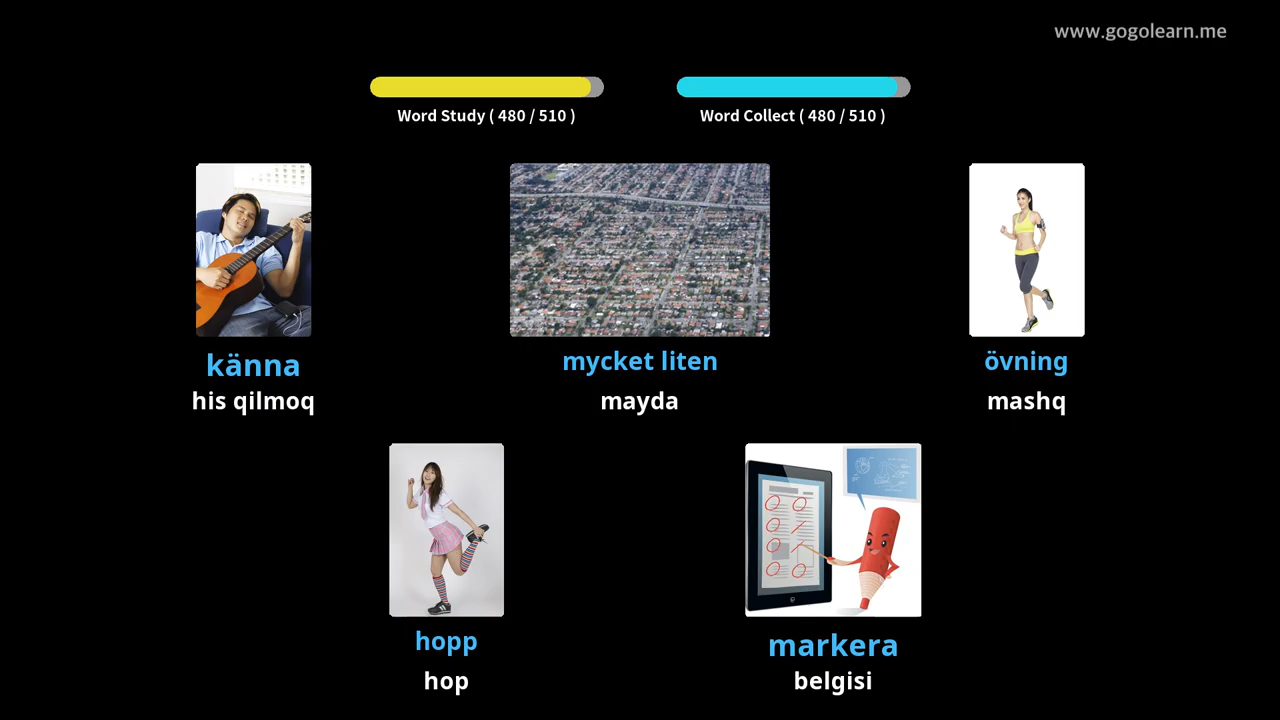 www.gogolearn.me
Word Study ( 480 / 510 )
Word Collect ( 480 / 510 )
känna
mycket liten
övning
his qilmoq
mayda
mashq
hopp
markera
hop
belgisi